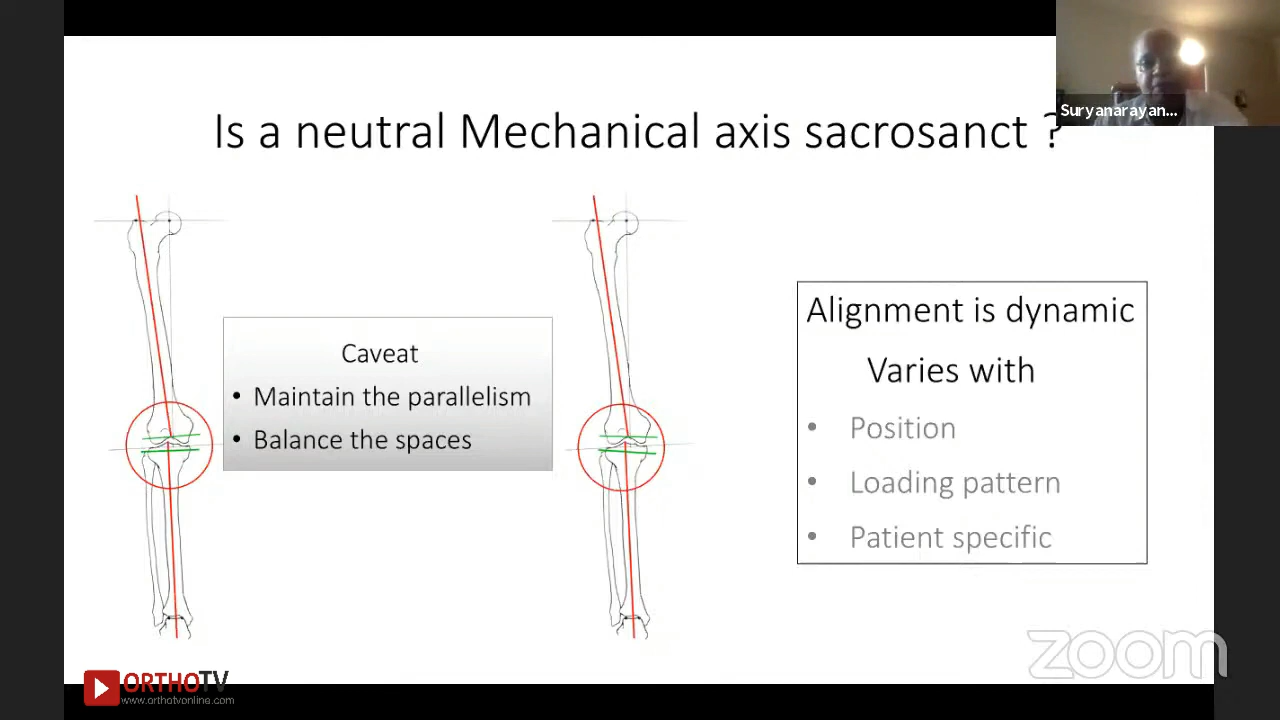 Suryanarayan...
Is a neutral Mechanical axis sacrosanct ?
Caveat
• Maintain the parallelism
• Balance the spaces
Alignment is dynamic
Varies with
• Position
• Loading pattern
• Patient specific
zoom
ORTHOTV
www.orthotvonline.com